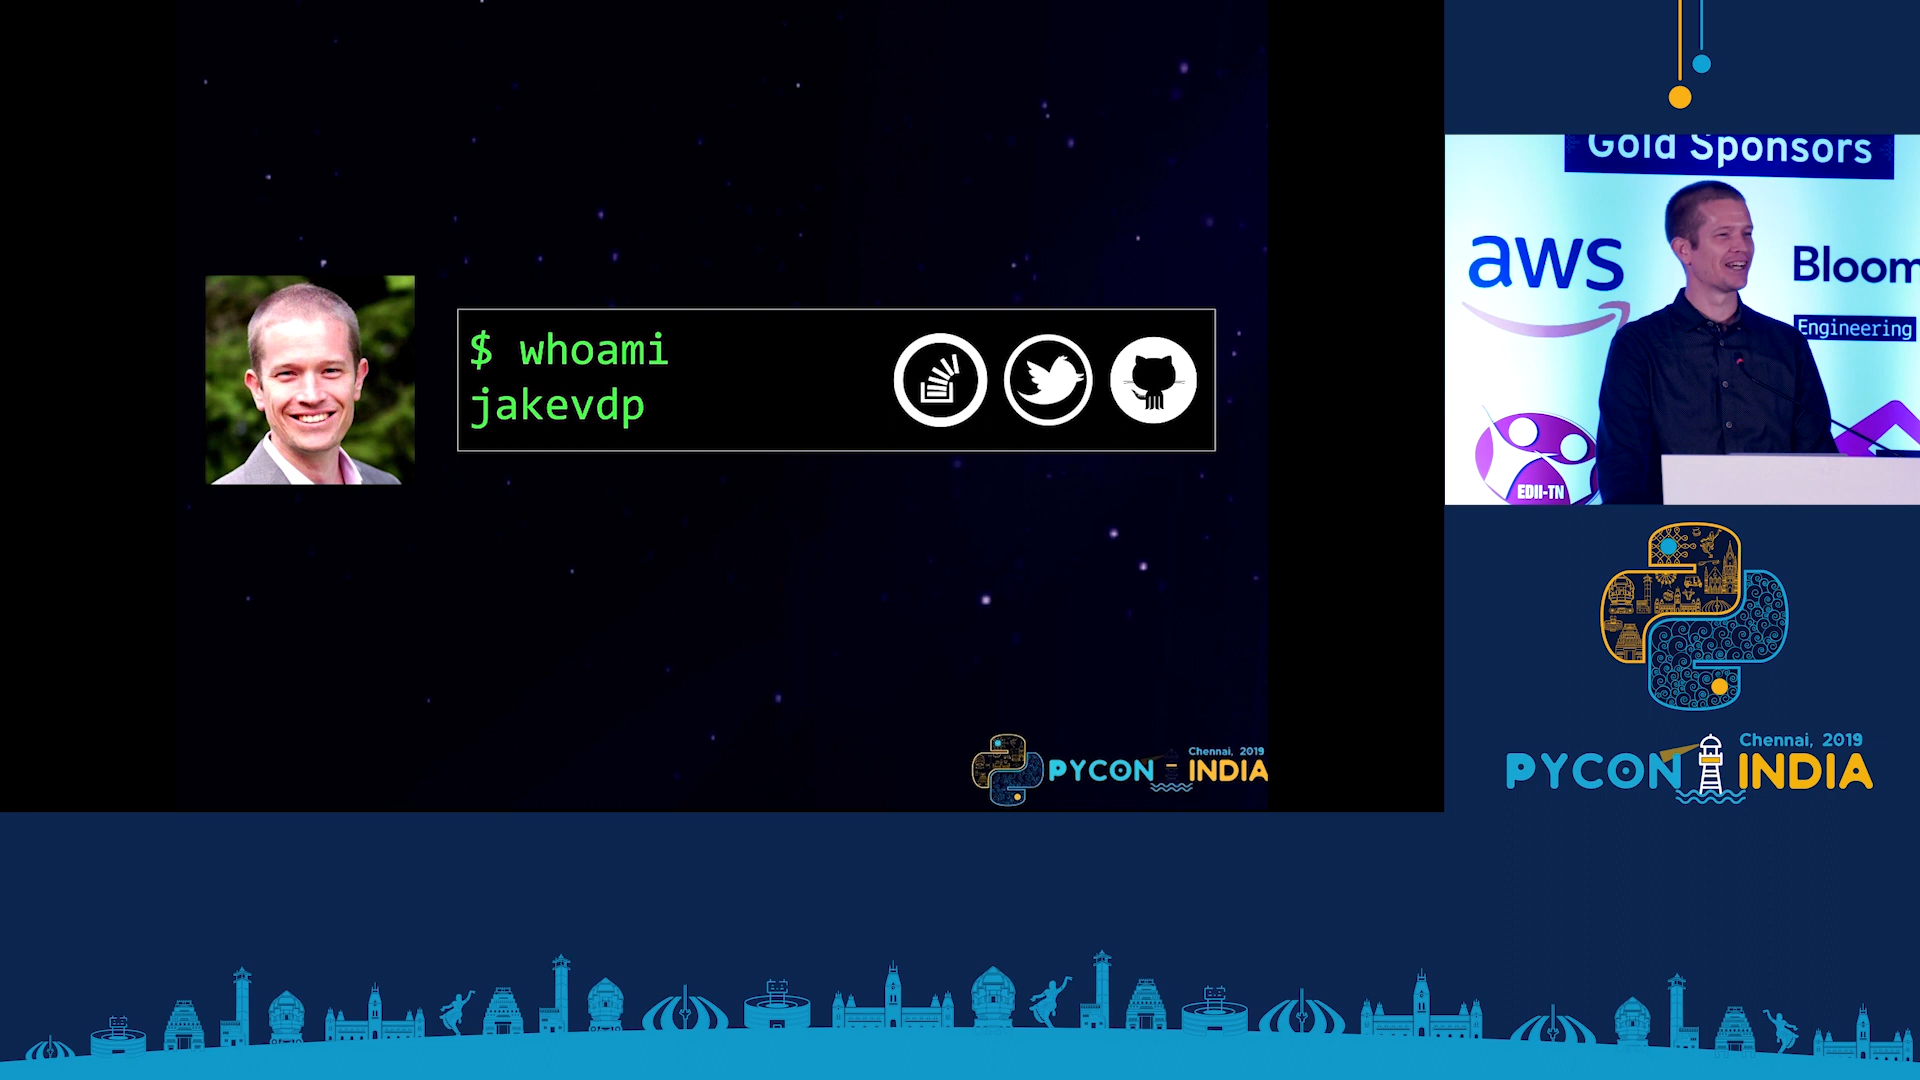 $ whoami
jakevdp
Chennai, 2019
PYCON INDIA
Gold Sponsors
aws
Bloom
Engineering
EDII-TN
Chennai, 2019
PYCON INDIA